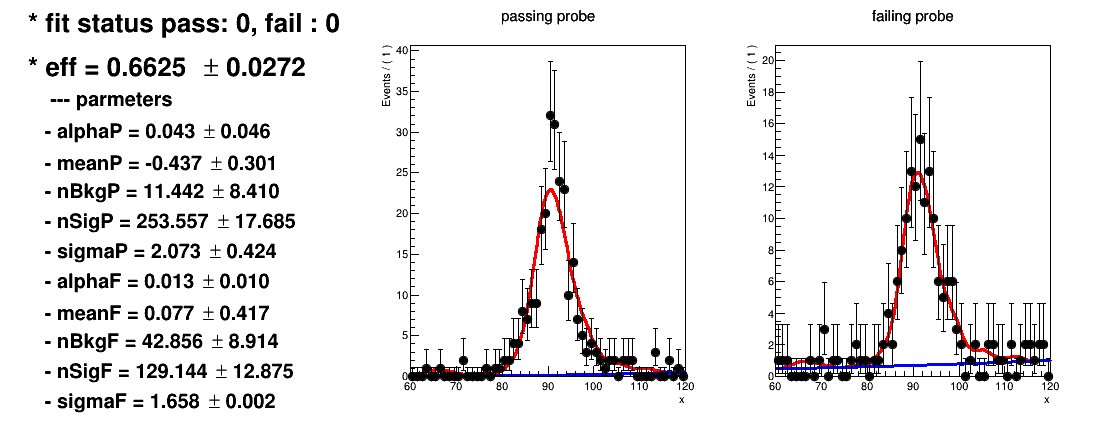 * fit status pass: 0, fail : 0
* eff = 0.6625 ± 0.0272
--- parmeters
- alphaP = 0.043 ± 0.046
- meanP = -0.437 ± 0.301
- nBkgP = 11.442 ± 8.410
- nSigP = 253.557 ± 17.685
- sigmaP = 2.073 ± 0.424
- alphaF = 0.013 ± 0.010
- meanF = 0.077 ± 0.417
- nBkgF = 42.856 ± 8.914
- nSigF = 129.144 ± 12.875
- sigmaF = 1.658 ± 0.002
passing probe
Events / ( 1 )
40
35
30
25
20
15
10
5
0
60 70 80 90 100 110 120
x
failing probe
Events / ( 1 )
20
18
16
14
12
10
8
6
4
2
0
60 70 80 90 100 110 120
x